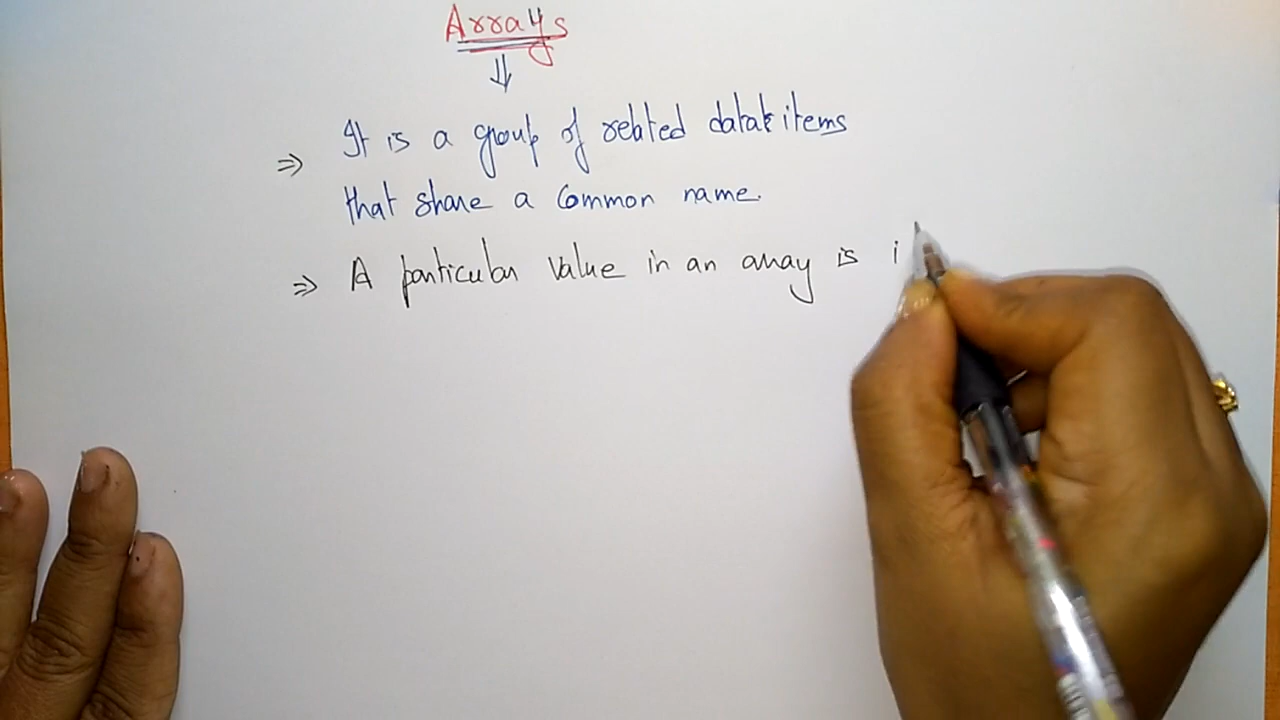 Arrays
⇓
⇒ It is a group of related data items
that share a Common name.
⇒ A particular Value in an array is i